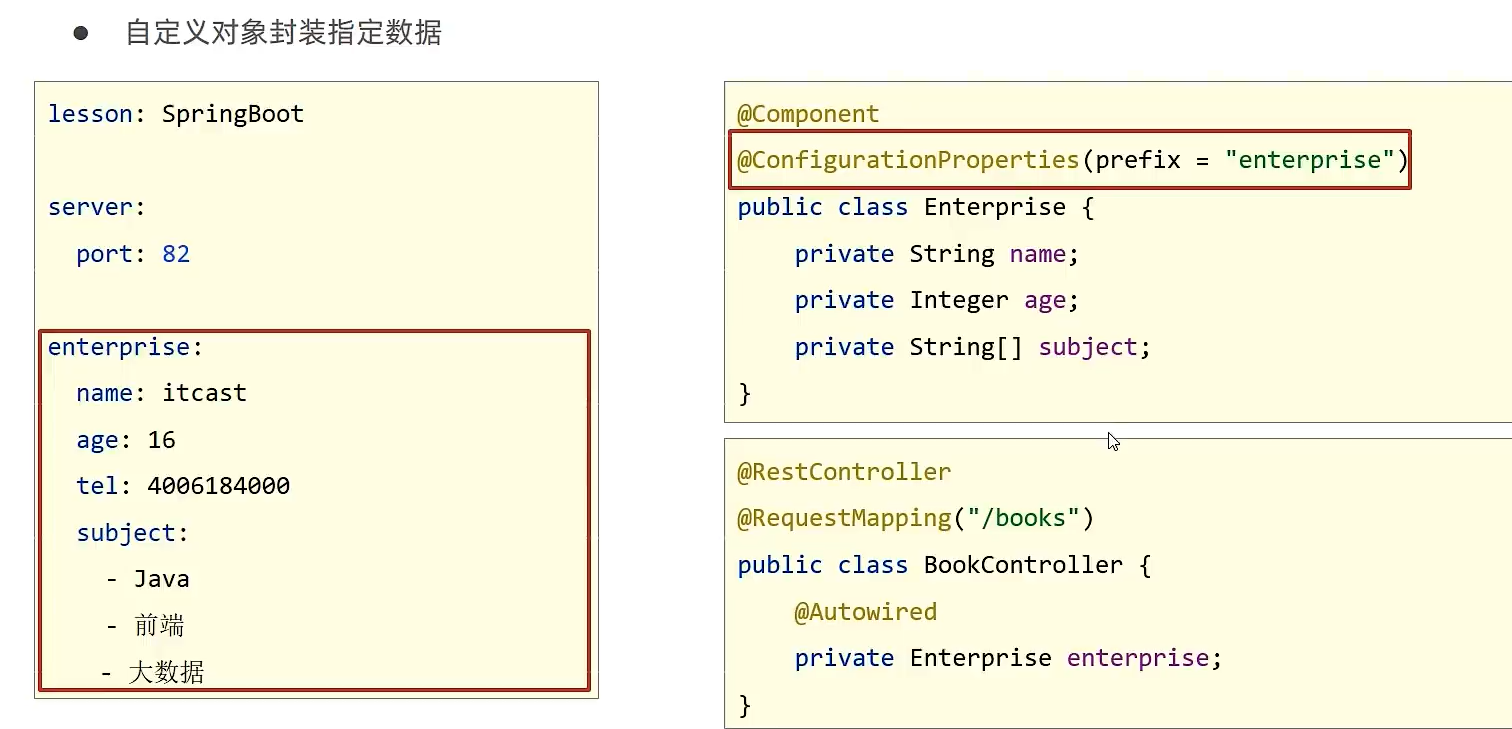 ● 自定义对象封装指定数据
lesson: SpringBoot
server:
  port: 82
enterprise:
  name: itcast
  age: 16
  tel: 4006184000
  subject:
    - Java
    - 前端
    - 大数据
@Component
@ConfigurationProperties(prefix = "enterprise")
public class Enterprise {
    private String name;
    private Integer age;
    private String[] subject;
}
@RestController
@RequestMapping("/books")
public class BookController {
    @Autowired
    private Enterprise enterprise;
}